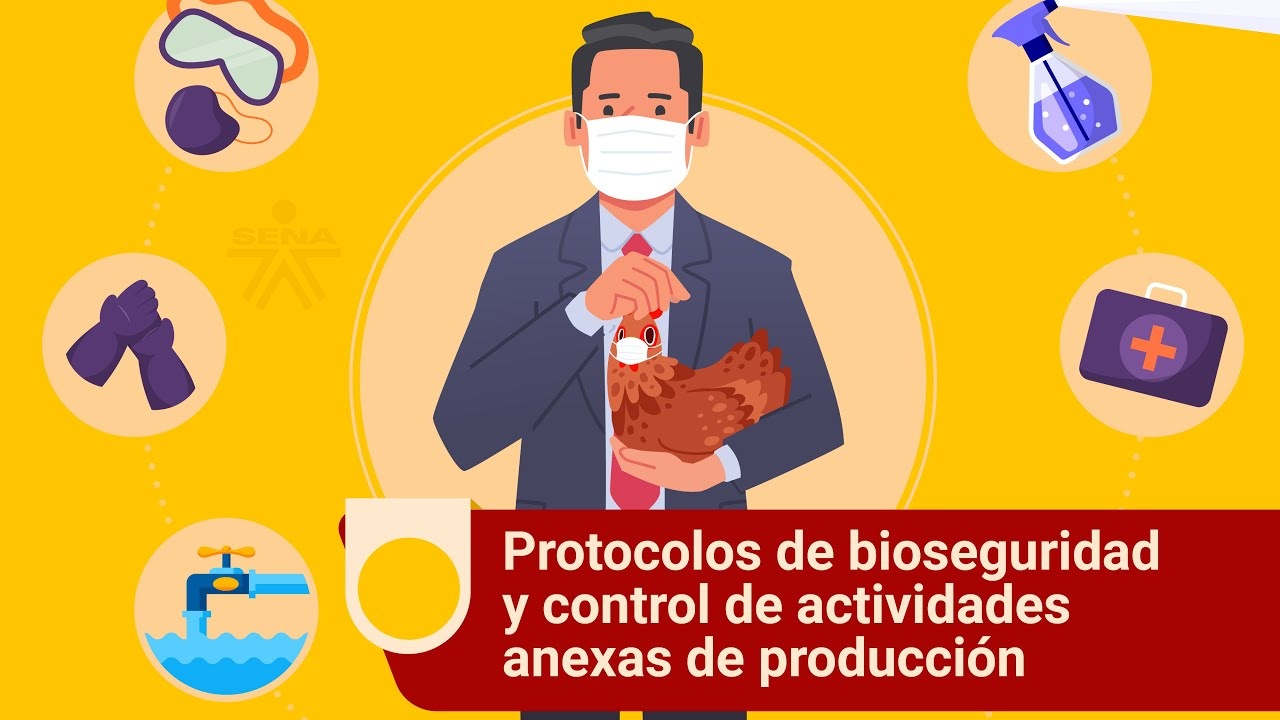 SENA
Protocolos de bioseguridad
y control de actividades
anexas de producción